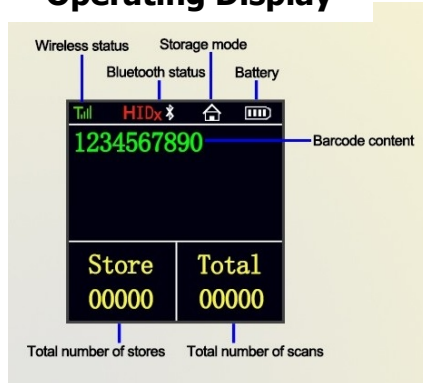 Operating Display
Wireless status
Storage mode
Bluetooth status
Battery
HIDx
1234567890
Barcode content
Store
Total
00000
00000
Total number of stores
Total number of scans